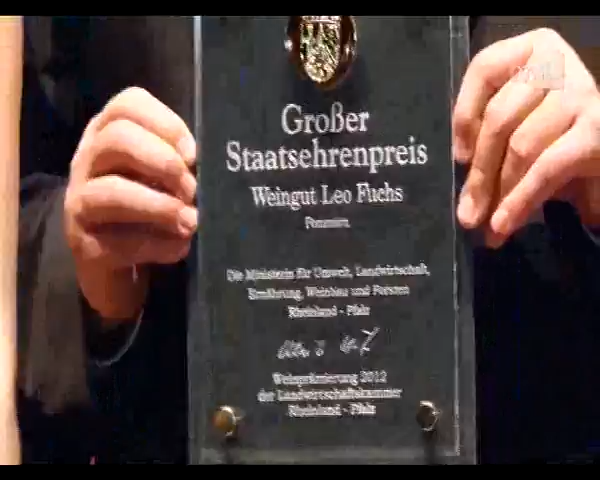 Großer
Staatsehrenpreis
Weingut Leo Fuchs
Pommern
Die Ministerin für Umwelt, Landwirtschaft,
Ernährung, Weinbau und Forsten
Rheinland - Pfalz
Weinprämierung 2012
der Landwirtschaftskammer
Rheinland - Pfalz